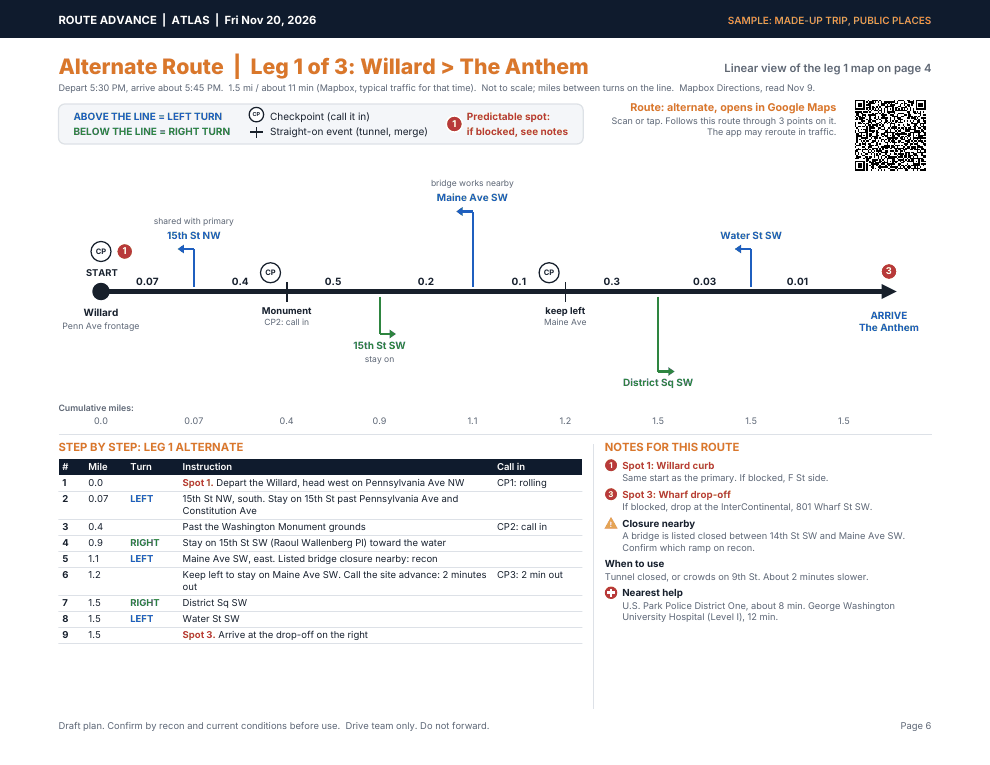 ROUTE ADVANCE | ATLAS | Fri Nov 20, 2026
SAMPLE: MADE-UP TRIP, PUBLIC PLACES
Alternate Route | Leg 1 of 3: Willard > The Anthem
Linear view of the leg 1 map on page 4
Depart 5:30 PM, arrive about 5:45 PM. 1.5 mi / about 11 min (Mapbox, typical traffic for that time). Not to scale; miles between turns on the line. Mapbox Directions, read Nov 9.
ABOVE THE LINE = LEFT TURN
BELOW THE LINE = RIGHT TURN
CP Checkpoint (call it in)
Straight-on event (tunnel, merge)
1 Predictable spot:
if blocked, see notes
Route: alternate, opens in Google Maps
Scan or tap. Follows this route through 3 points on it.
The app may reroute in traffic.
bridge works nearby
Maine Ave SW
shared with primary
15th St NW
Water St SW
CP 1
START
CP
CP
3
0.07 0.4 0.5 0.2 0.1 0.3 0.03 0.01
Willard
Penn Ave frontage
Monument
CP2: call in
keep left
Maine Ave
ARRIVE
The Anthem
15th St SW
stay on
District Sq SW
Cumulative miles:
0.0 0.07 0.4 0.9 1.1 1.2 1.5 1.5 1.5
STEP BY STEP: LEG 1 ALTERNATE
# Mile Turn Instruction Call in
1 0.0 Spot 1. Depart the Willard, head west on Pennsylvania Ave NW CP1: rolling
2 0.07 LEFT 15th St NW, south. Stay on 15th St past Pennsylvania Ave and
Constitution Ave
3 0.4 Past the Washington Monument grounds CP2: call in
4 0.9 RIGHT Stay on 15th St SW (Raoul Wallenberg Pl) toward the water
5 1.1 LEFT Maine Ave SW, east. Listed bridge closure nearby: recon
6 1.2 Keep left to stay on Maine Ave SW. Call the site advance: 2 minutes CP3: 2 min out
out
7 1.5 RIGHT District Sq SW
8 1.5 LEFT Water St SW
9 1.5 Spot 3. Arrive at the drop-off on the right
NOTES FOR THIS ROUTE
1 Spot 1: Willard curb
Same start as the primary. If blocked, F St side.
3 Spot 3: Wharf drop-off
If blocked, drop at the InterContinental, 801 Wharf St SW.
Closure nearby
A bridge is listed closed between 14th St SW and Maine Ave SW.
Confirm which ramp on recon.
When to use
Tunnel closed, or crowds on 9th St. About 2 minutes slower.
Nearest help
U.S. Park Police District One, about 8 min. George Washington
University Hospital (Level I), 12 min.
Draft plan. Confirm by recon and current conditions before use. Drive team only. Do not forward.
Page 6